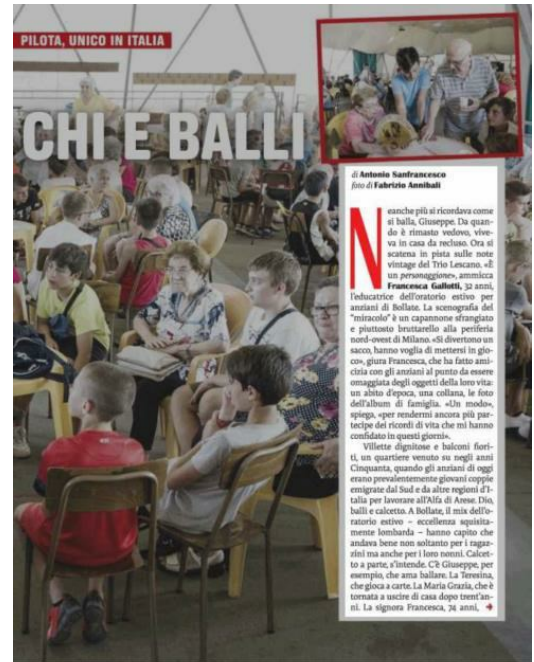 PILOTA, UNICO IN ITALIA
CHI E BALLI
di Antonio Sanfrancesco
foto di Fabrizio Annibali
Neanche più si ricordava come
si balla, Giuseppe. Da quan-
do è rimasto vedovo, vive-
va in casa da recluso. Ora si
scatena in pista sulle note
vintage del Trio Lescano. «È
un personaggione», ammicca
Francesca Gallotti, 32 anni,
l'educatrice dell'oratorio estivo per
anziani di Bollate. La scenografia del
"miracolo" è un capannone sfrangiato
e piuttosto bruttarello alla periferia
nord-ovest di Milano. «Si divertono un
sacco, hanno voglia di mettersi in gio-
co», giura Francesca, che ha fatto ami-
cizia con gli anziani al punto da essere
omaggiata degli oggetti della loro vita:
un abito d'epoca, una collana, le foto
dell'album di famiglia. «Un modo»,
spiega, «per rendermi ancora più par-
tecipe dei ricordi di vita che mi hanno
confidato in questi giorni».
Villette dignitose e balconi fiori-
ti, un quartiere venuto su negli anni
Cinquanta, quando gli anziani di oggi
erano prevalentemente giovani coppie
emigrate dal Sud e da altre regioni d'I-
talia per lavorare all'Alfa di Arese. Dio,
balli e calcetto. A Bollate, il mix dell'o-
ratorio estivo – eccellenza squisita-
mente lombarda – hanno capito che
andava bene non soltanto per i ragaz-
zini ma anche per i loro nonni. Calcet-
to a parte, s'intende. C'è Giuseppe, per
esempio, che ama ballare. La Teresina,
che gioca a carte. La Maria Grazia, che è
tornata a uscire di casa dopo trent'an-
ni. La signora Francesca, 74 anni, ➔